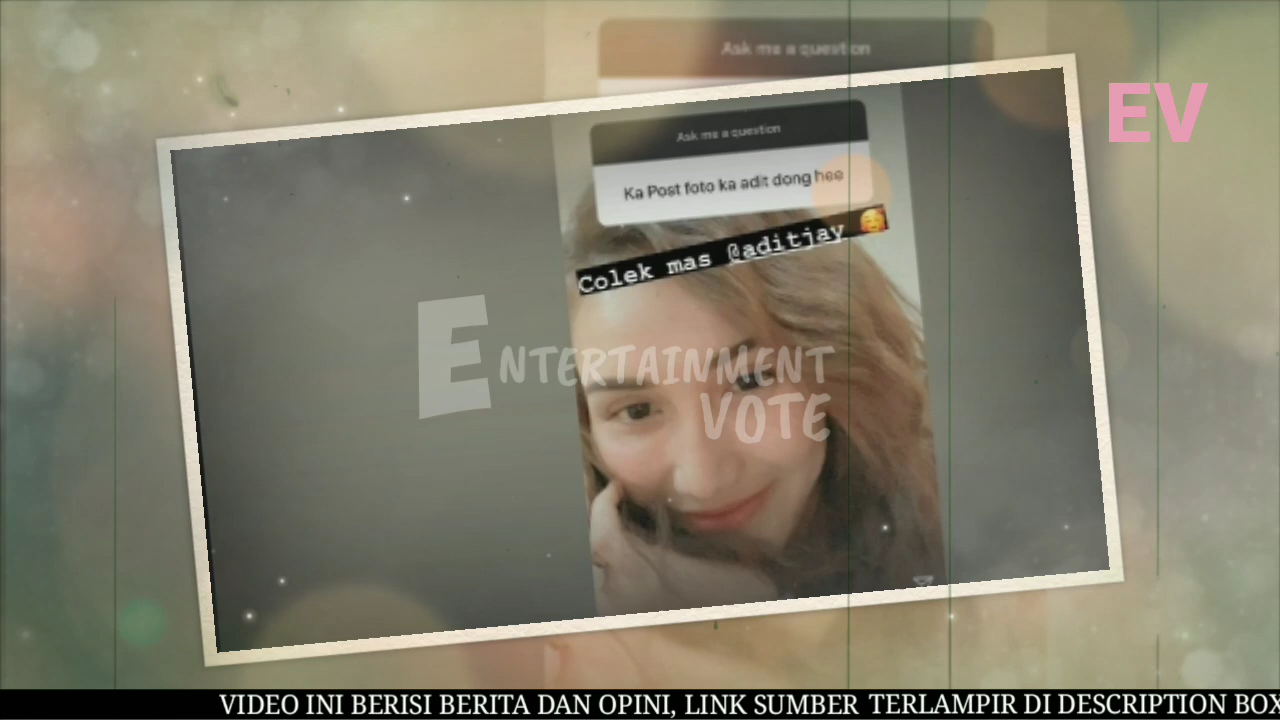 Ask me a question
EV
Ask me a question
Ka Post foto ka adit dong hee
Colek mas @aditjay 🥰
ENTERTAINMENT
VOTE
VIDEO INI BERISI BERITA DAN OPINI, LINK SUMBER TERLAMPIR DI DESCRIPTION BOX